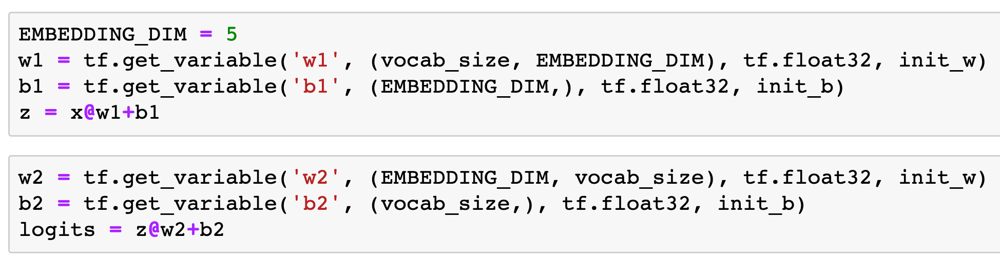 EMBEDDING_DIM = 5
w1 = tf.get_variable('w1', (vocab_size, EMBEDDING_DIM), tf.float32, init_w)
b1 = tf.get_variable('b1', (EMBEDDING_DIM,), tf.float32, init_b)
z = x@w1+b1
w2 = tf.get_variable('w2', (EMBEDDING_DIM, vocab_size), tf.float32, init_w)
b2 = tf.get_variable('b2', (vocab_size,), tf.float32, init_b)
logits = z@w2+b2